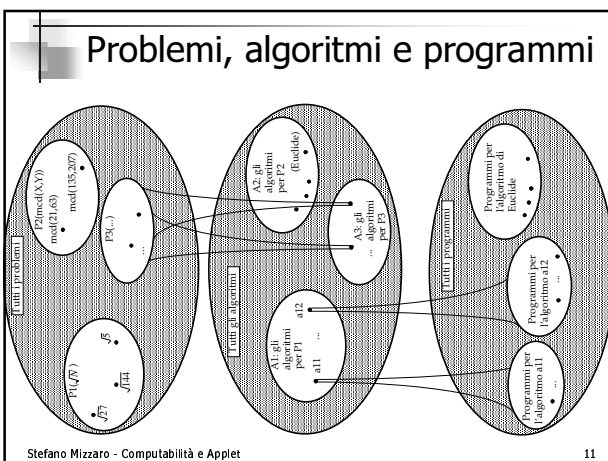 Problemi, algoritmi e programmi
Tutti i problemi
P1(√N )
√27
√144
√5
P2(mcd(X,Y))
mcd(21,63)
mcd(135,207)
P3(...)
...
Tutti gli algoritmi
A1: gli
algoritmi
per P1
a11
...
a12
A2: gli
algoritmi
per P2
(Euclide)
A3: gli
algoritmi
per P3
...
Tutti i programmi
Programmi per
l'algoritmo a11
...
Programmi per
l'algoritmo a12
...
Programmi per
l'algoritmo di
Euclide
Stefano Mizzaro - Computabilità e Applet
11